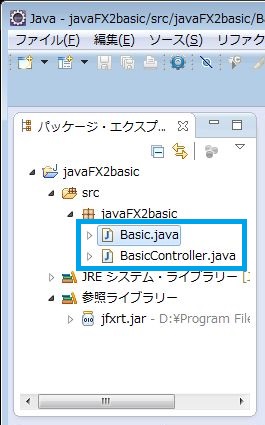 Java - javaFX2basic/src/javaFX2basic/Ba
ファイル(F) 編集(E) ソース(S) リファク
パッケージ・エクスプ...
javaFX2basic
src
javaFX2basic
Basic.java
BasicController.java
JRE システム・ライブラリー [
参照ライブラリー
jfxrt.jar - D:¥Program File